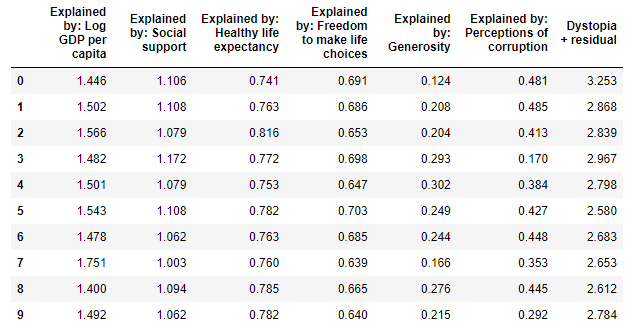 Explained by: Log GDP per capita Explained by: Social support Explained by: Healthy life expectancy Explained by: Freedom to make life choices Explained by: Generosity Explained by: Perceptions of corruption Dystopia + residual
0 1.446 1.106 0.741 0.691 0.124 0.481 3.253
1 1.502 1.108 0.763 0.686 0.208 0.485 2.868
2 1.566 1.079 0.816 0.653 0.204 0.413 2.839
3 1.482 1.172 0.772 0.698 0.293 0.170 2.967
4 1.501 1.079 0.753 0.647 0.302 0.384 2.798
5 1.543 1.108 0.782 0.703 0.249 0.427 2.580
6 1.478 1.062 0.763 0.685 0.244 0.448 2.683
7 1.751 1.003 0.760 0.639 0.166 0.353 2.653
8 1.400 1.094 0.785 0.665 0.276 0.445 2.612
9 1.492 1.062 0.782 0.640 0.215 0.292 2.784